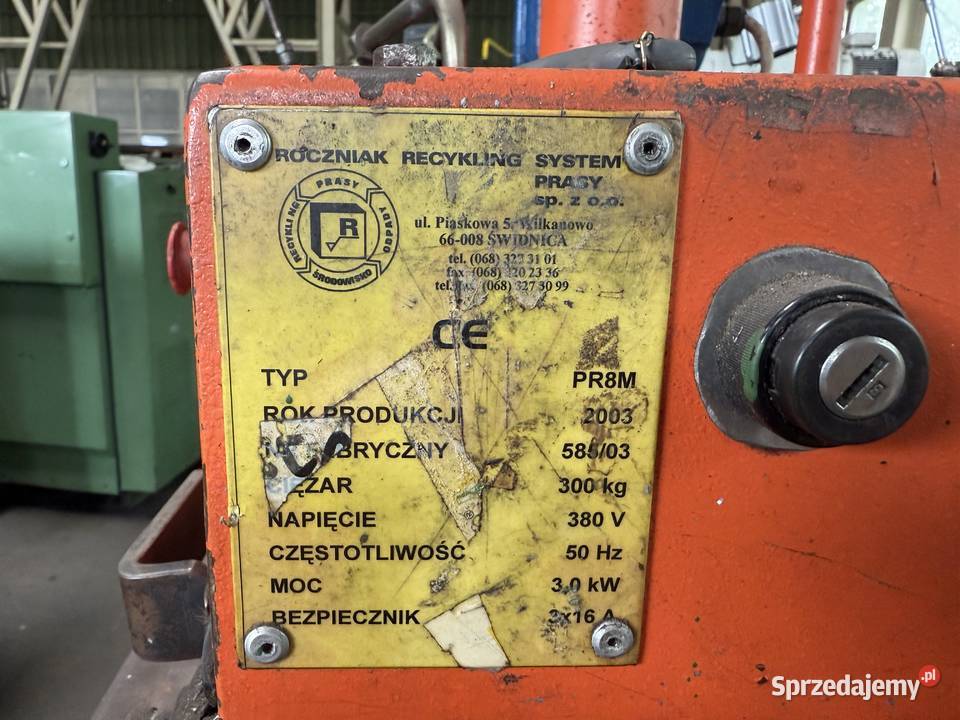 ROCZNIAK RECYKLING SYSTEM
PRASY
sp. z o.o.
PRASY
ODPADY
ŚRODOWISKO
RECYKLING
R
ul. Piaskowa 5, Wilkanowo
66-008 ŚWIDNICA
tel. (068) 327 31 01
fax (068) 320 23 36
(068) 327 30 99
CE
TYP PR8M
ROK PRODUKCJI 2003
585/03
CIĘŻAR 300 kg
NAPIĘCIE 380 V
CZĘSTOTLIWOŚĆ 50 Hz
MOC 3,0 kW
BEZPIECZNIK 3x16 A
Sprzedajemy.pl